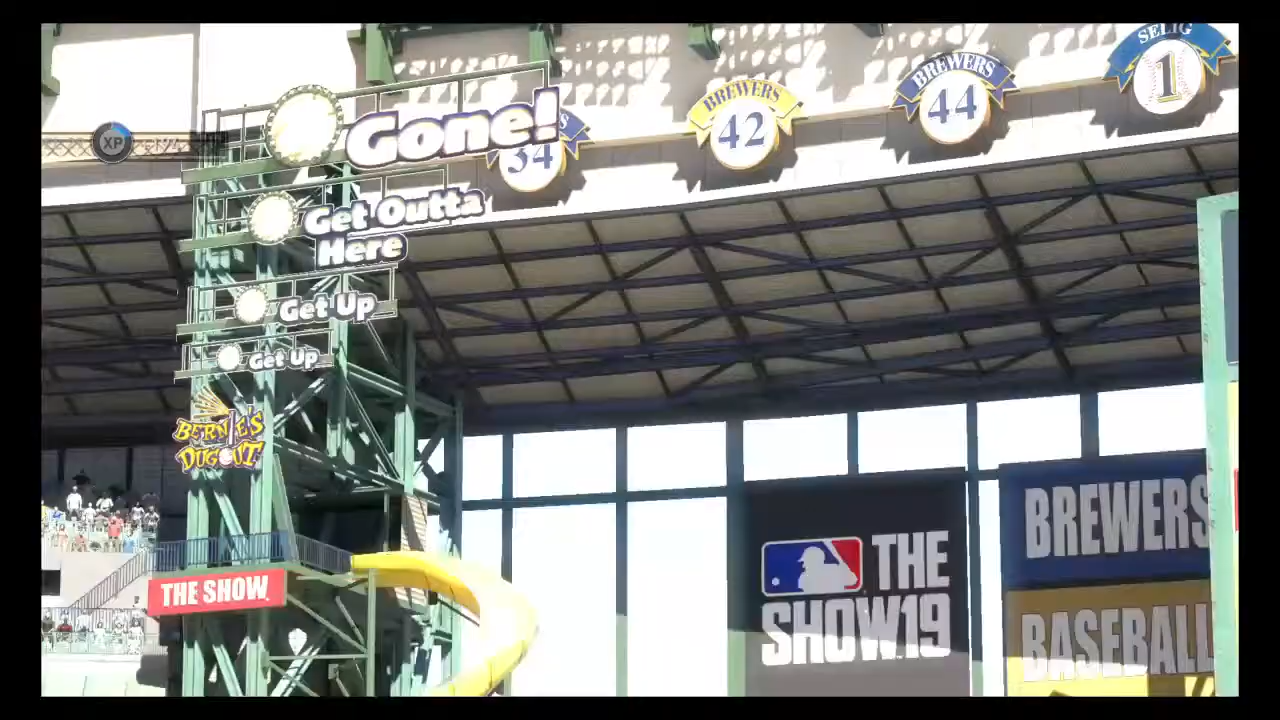 SELIG
1
BREWERS
44
BREWERS
42
34
Gone!
XP
Get Outta
Here
Get Up
Get Up
BERNIE'S
DUGOUT
THE SHOW
THE
SHOW19
BREWERS
BASEBALL